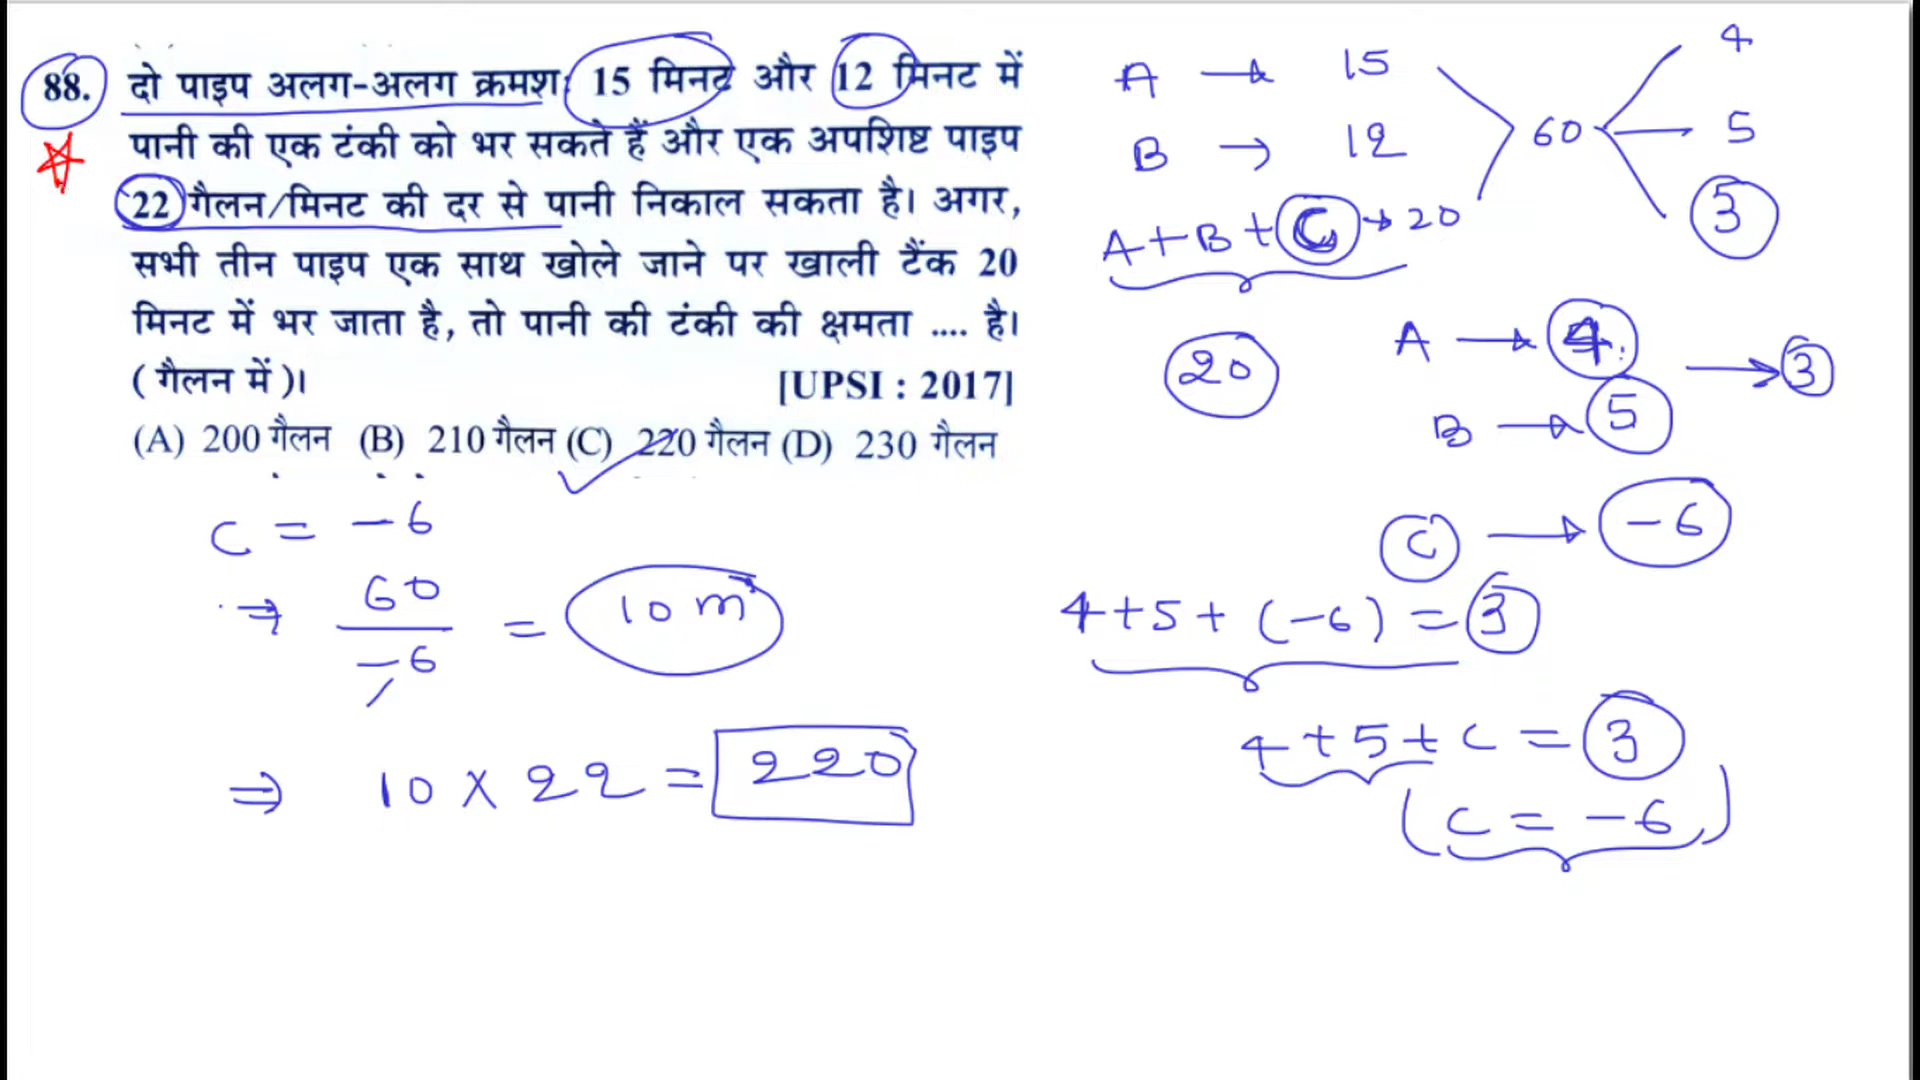 88. दो पाइप अलग-अलग क्रमश: 15 मिनट और 12 मिनट में
पानी की एक टंकी को भर सकते हैं और एक अपशिष्ट पाइप
22 गैलन/मिनट की दर से पानी निकाल सकता है। अगर,
सभी तीन पाइप एक साथ खोले जाने पर खाली टैंक 20
मिनट में भर जाता है, तो पानी की टंकी की क्षमता .... है।
(गैलन में)। [UPSI : 2017]
(A) 200 गैलन (B) 210 गैलन (C) 220 गैलन (D) 230 गैलन
C = -6
⇒ 60/-6 = 10 m
⇒ 10 × 22 = 220
A → 15
B → 12
A+B+C → 20
60
4
5
3
20
A → 4
B → 5
→ 3
C → -6
4+5+(-6) = 3
4+5+C = 3
(C = -6)